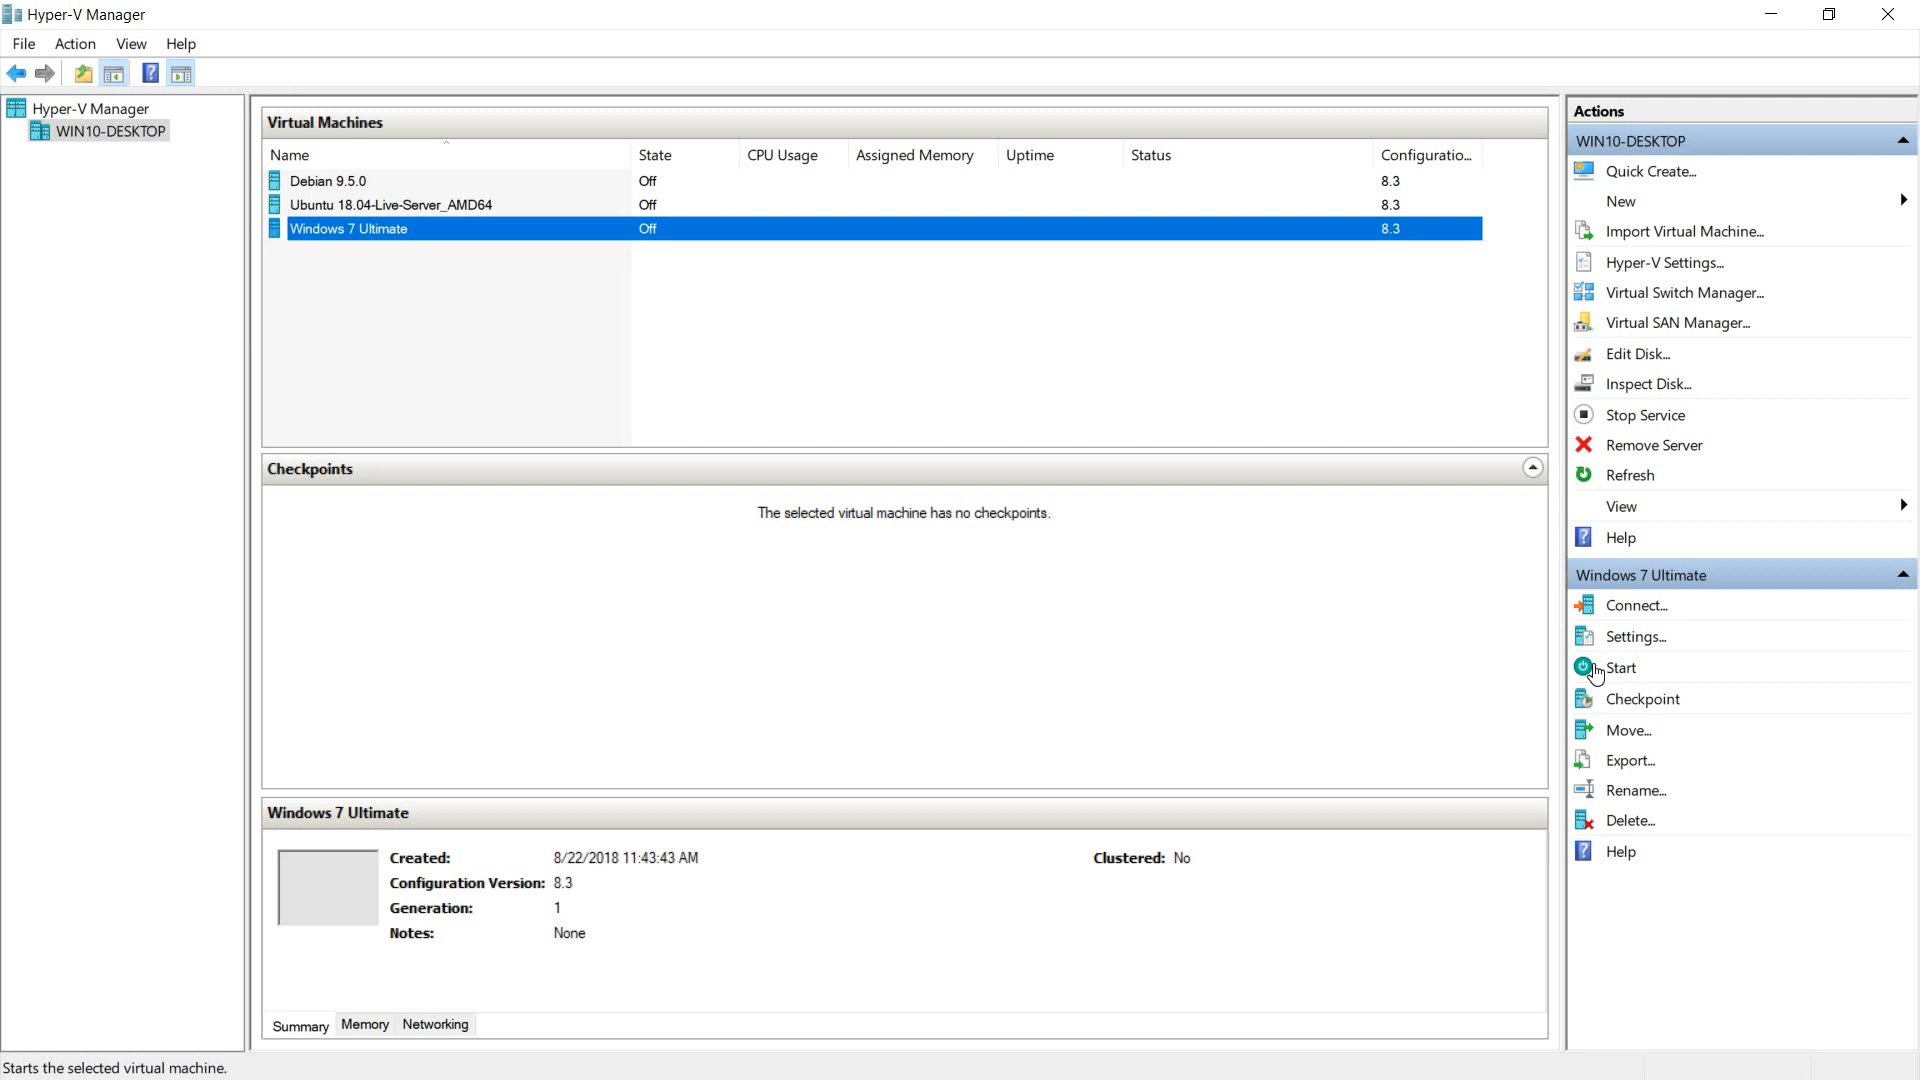 Hyper-V Manager
File Action View Help
Hyper-V Manager
WIN10-DESKTOP
Virtual Machines
Name State CPU Usage Assigned Memory Uptime Status Configuratio...
Debian 9.5.0 Off 8.3
Ubuntu 18.04-Live-Server_AMD64 Off 8.3
Windows 7 Ultimate Off 8.3
Checkpoints
The selected virtual machine has no checkpoints.
Windows 7 Ultimate
Created: 8/22/2018 11:43:43 AM Clustered: No
Configuration Version: 8.3
Generation: 1
Notes: None
Summary Memory Networking
Actions
WIN10-DESKTOP
Quick Create...
New
Import Virtual Machine...
Hyper-V Settings...
Virtual Switch Manager...
Virtual SAN Manager...
Edit Disk...
Inspect Disk...
Stop Service
Remove Server
Refresh
View
Help
Windows 7 Ultimate
Connect...
Settings...
Start
Checkpoint
Move...
Export...
Rename...
Delete...
Help
Starts the selected virtual machine.